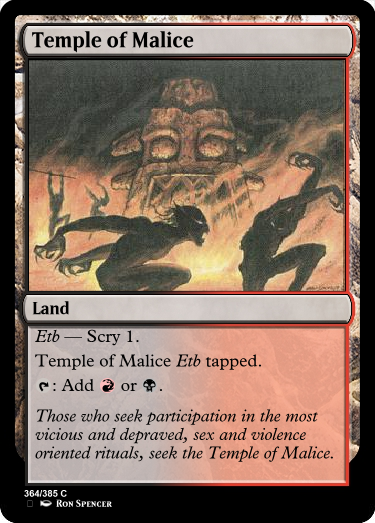 Temple of Malice
Land
Etb — Scry 1.
Temple of Malice Etb tapped.
: Add or .
Those who seek participation in the most
vicious and depraved, sex and violence
oriented rituals, seek the Temple of Malice.
364/385 C
Ron Spencer